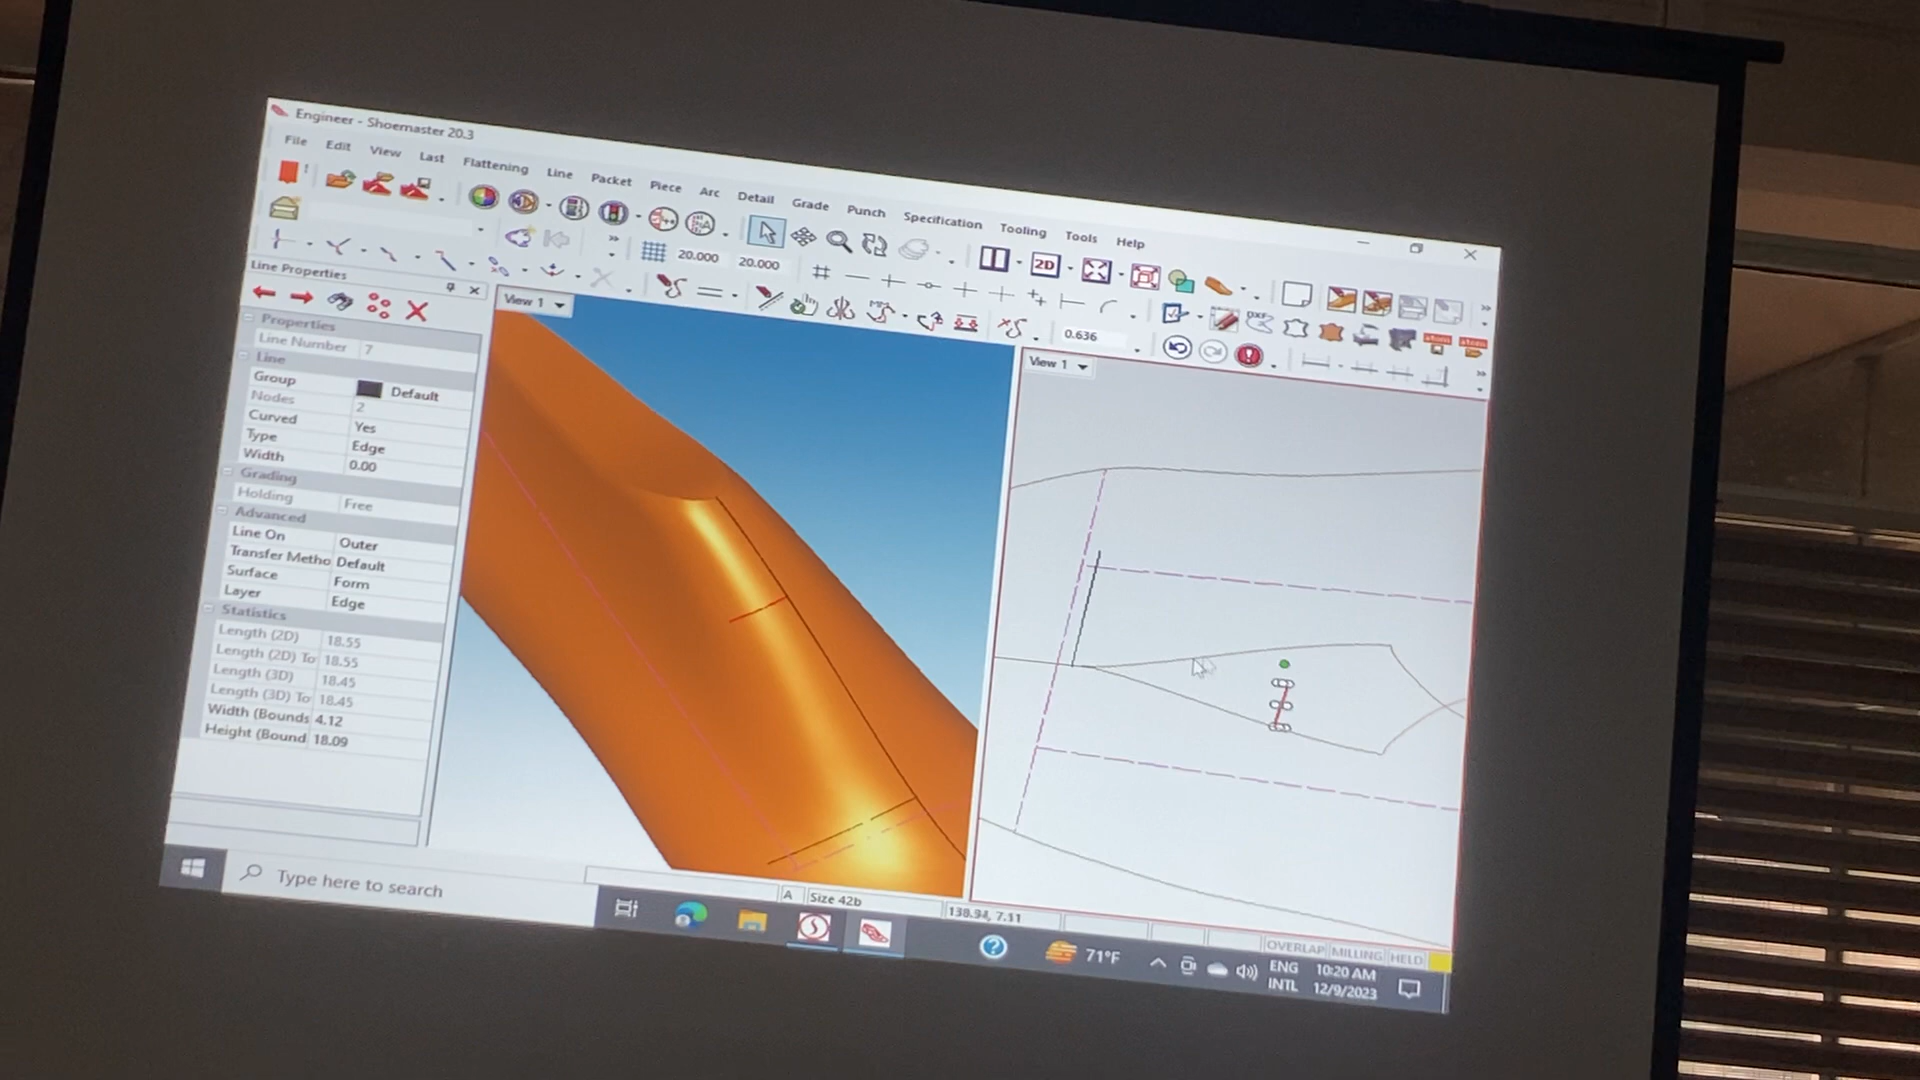 Engineer - Shoemaster 20.3
File Edit View Last Flattening Line Packet Piece Arc Detail Grade Punch Specification Tooling Tools Help
2D
20.000 20.000
DXF
atom atom
0.636
Line Properties
Properties
Line Number 7
Line
Group Default
Nodes 2
Curved Yes
Type Edge
Width 0.00
Grading
Holding Free
Advanced
Line On Outer
Transfer Metho Default
Surface Form
Layer Edge
Statistics
Length (2D) 18.55
Length (2D) To 18.55
Length (3D) 18.45
Length (3D) To 18.45
Width (Bounds 4.12
Height (Bound 18.09
View 1
View 1
A Size 42b 138.94, 7.11
OVERLAP MILLING HELD
Type here to search
71°F
ENG
INTL
10:20 AM
12/9/2023